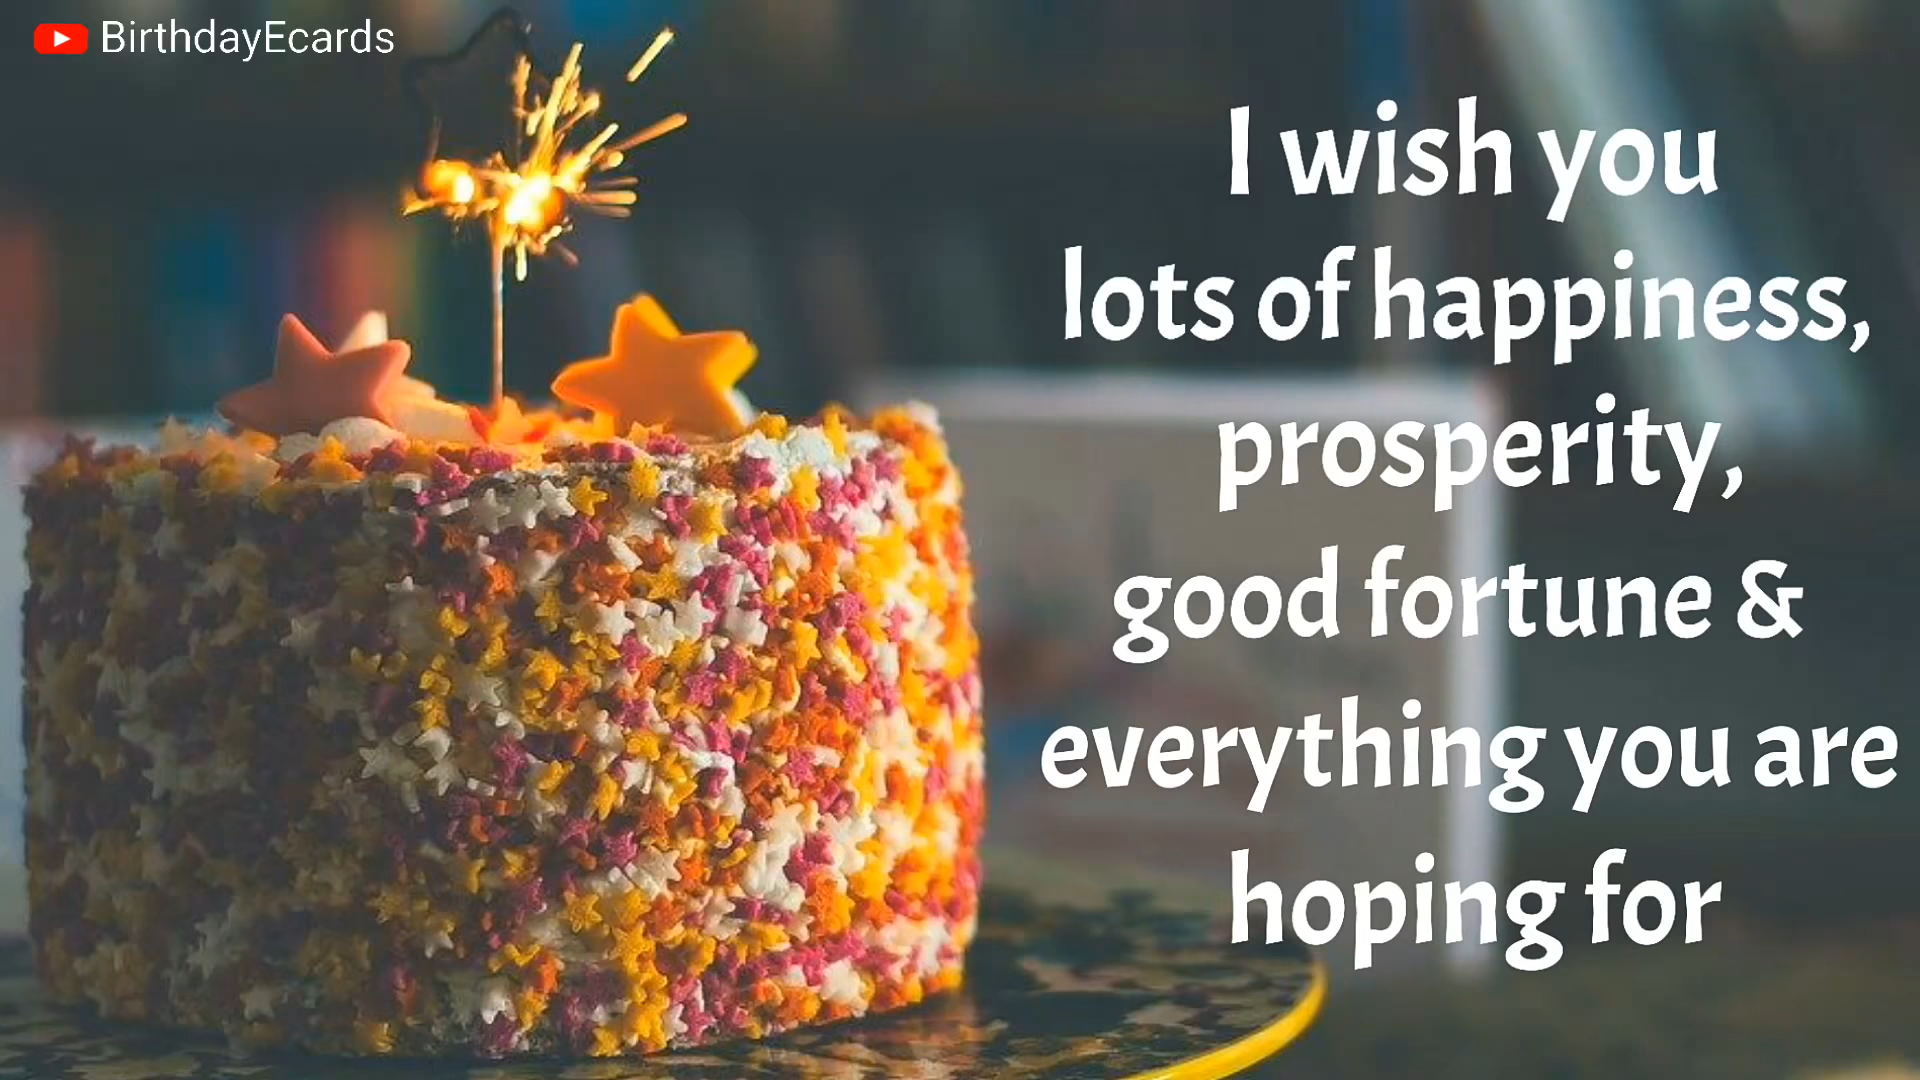 BirthdayEcards
I wish you
lots of happiness,
prosperity,
good fortune &
everything you are
hoping for